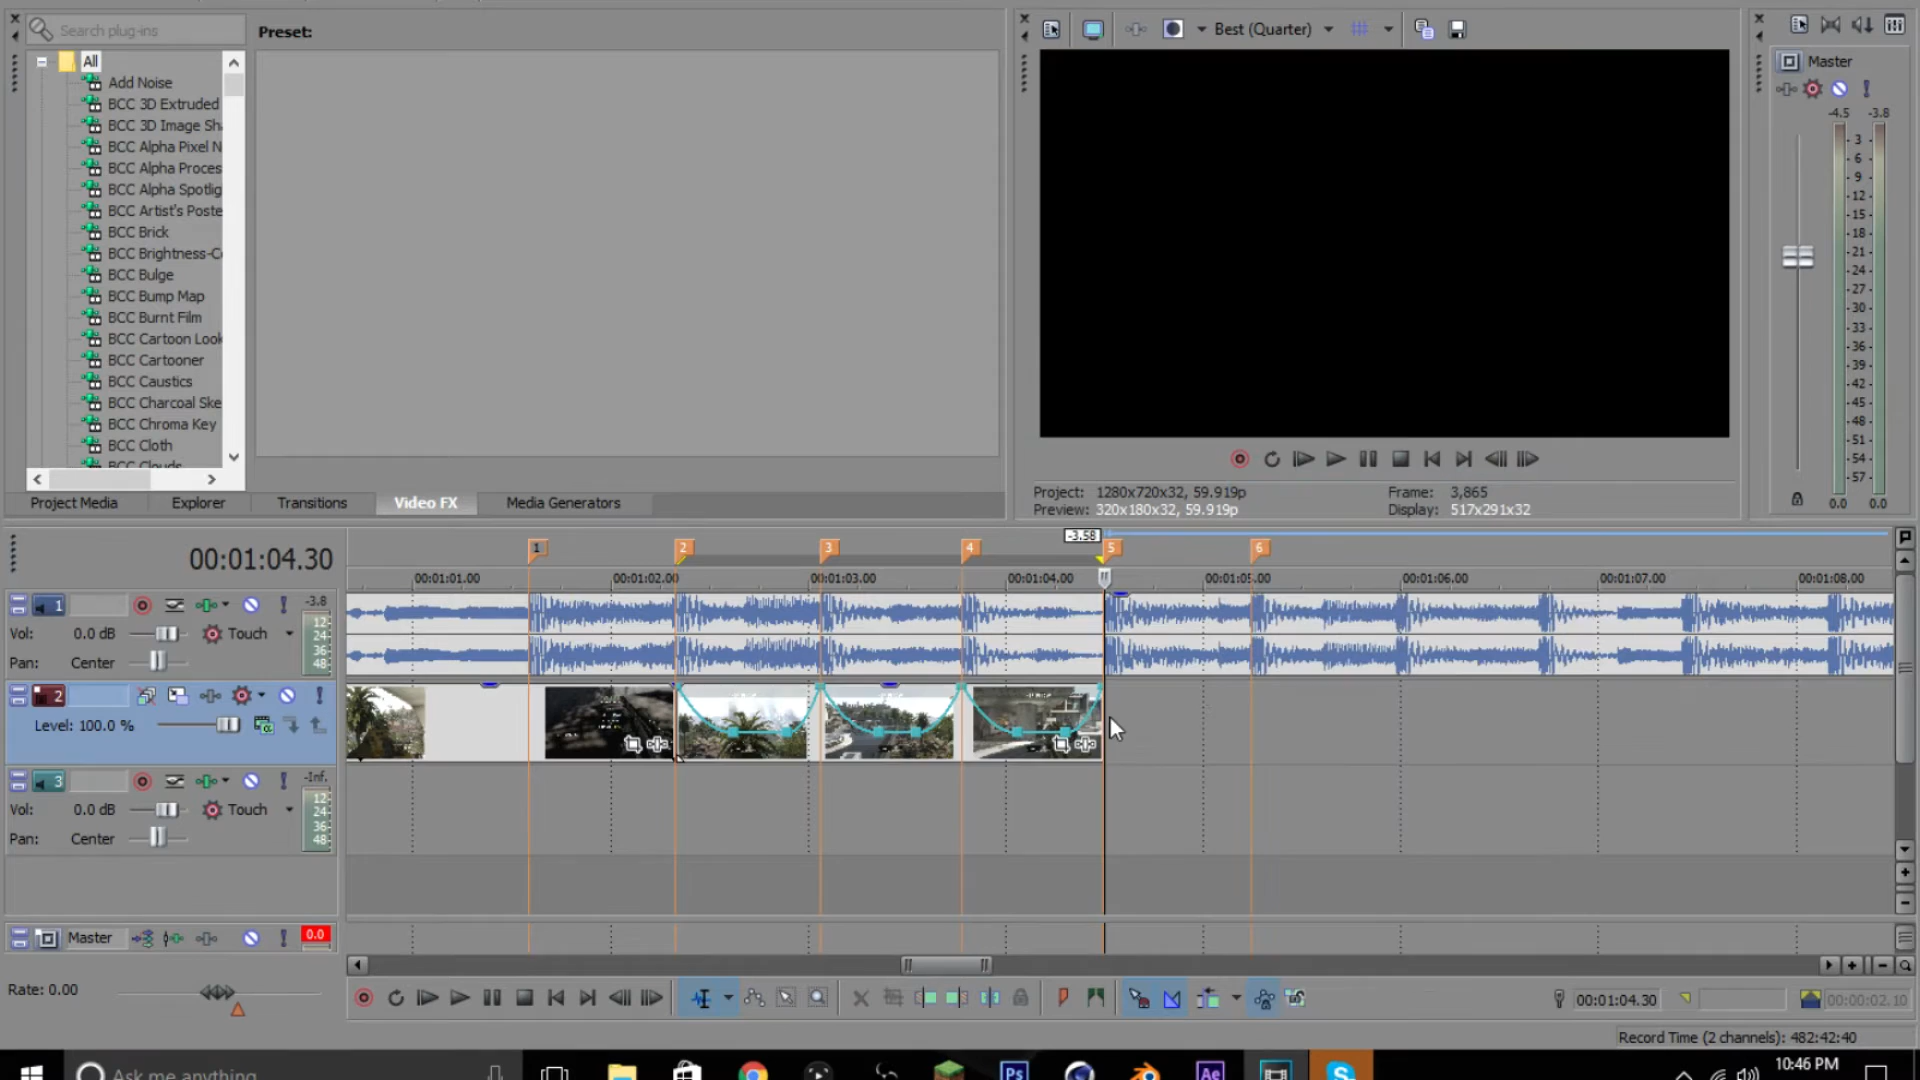 Search plug-ins
Preset:
All
Add Noise
BCC 3D Extruded
BCC 3D Image Sh
BCC Alpha Pixel N
BCC Alpha Proces
BCC Alpha Spotlig
BCC Artist's Poste
BCC Brick
BCC Brightness-C
BCC Bulge
BCC Bump Map
BCC Burnt Film
BCC Cartoon Look
BCC Cartooner
BCC Caustics
BCC Charcoal Ske
BCC Chroma Key
BCC Cloth
BCC Clouds
Project Media
Explorer
Transitions
Video FX
Media Generators
Best (Quarter)
Project: 1280x720x32, 59.919p
Preview: 320x180x32, 59.919p
Frame: 3,865
Display: 517x291x32
Master
-4.5 -3.8
3
6
9
12
15
18
21
24
27
30
33
36
39
42
45
48
51
54
57
0.0 0.0
00:01:04.30
-3.58
1 2 3 4 5 6
00:01:01.00 00:01:02.00 00:01:03.00 00:01:04.00 00:01:05.00 00:01:06.00 00:01:07.00 00:01:08.00
1 -3.8
Vol: 0.0 dB Touch
Pan: Center
12
24
36
48
2
Level: 100.0 %
3 -Inf.
Vol: 0.0 dB Touch
Pan: Center
12
24
36
48
Master 0.0
Rate: 0.00
00:01:04.30
00:00:02.10
Record Time (2 channels): 482:42:40
Ask me anything
Ps
Ae
S
10:46 PM